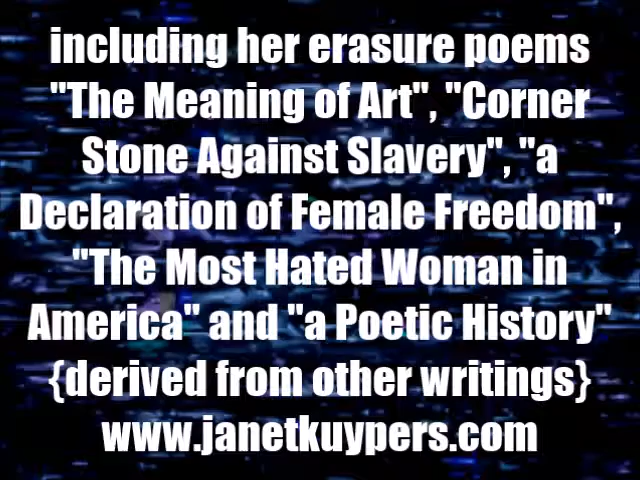 including her erasure poems
"The Meaning of Art", "Corner
Stone Against Slavery", "a
Declaration of Female Freedom",
"The Most Hated Woman in
America" and "a Poetic History"
{derived from other writings}
www.janetkuypers.com